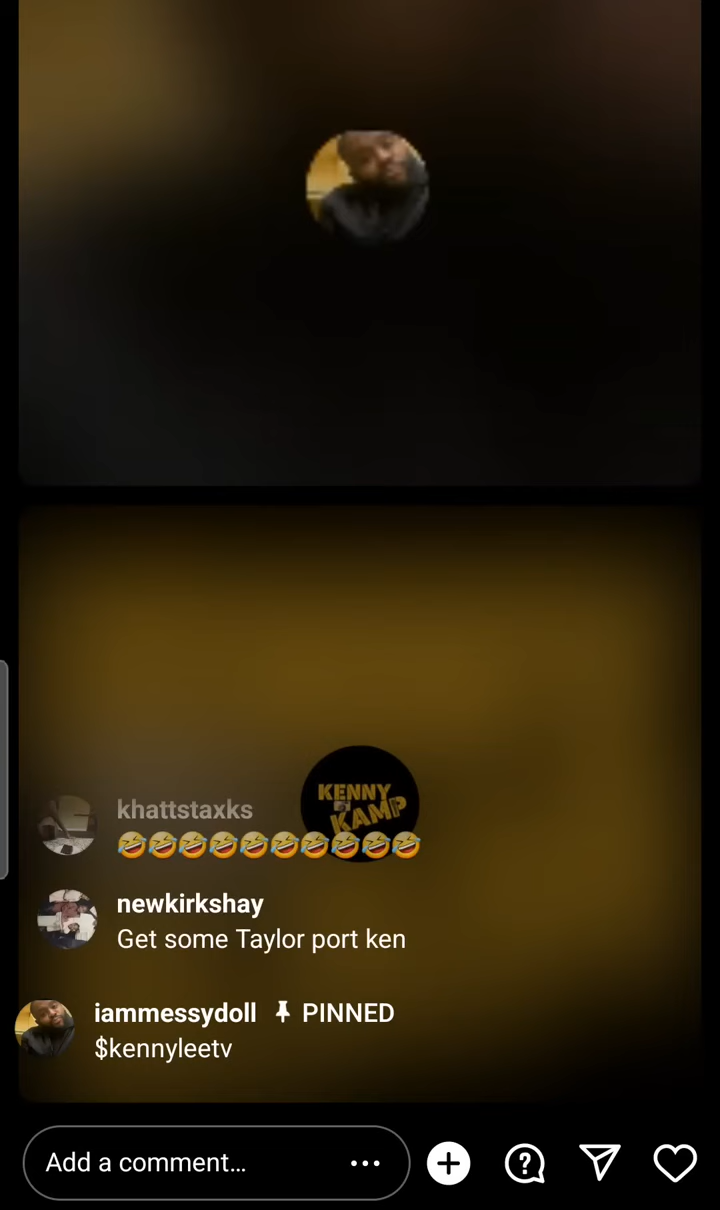 KENNY
KAMP
khattstaxks
🤣🤣🤣🤣🤣🤣🤣🤣🤣🤣
newkirkshay
Get some Taylor port ken
iammessydoll PINNED
$kennyleetv
Add a comment...